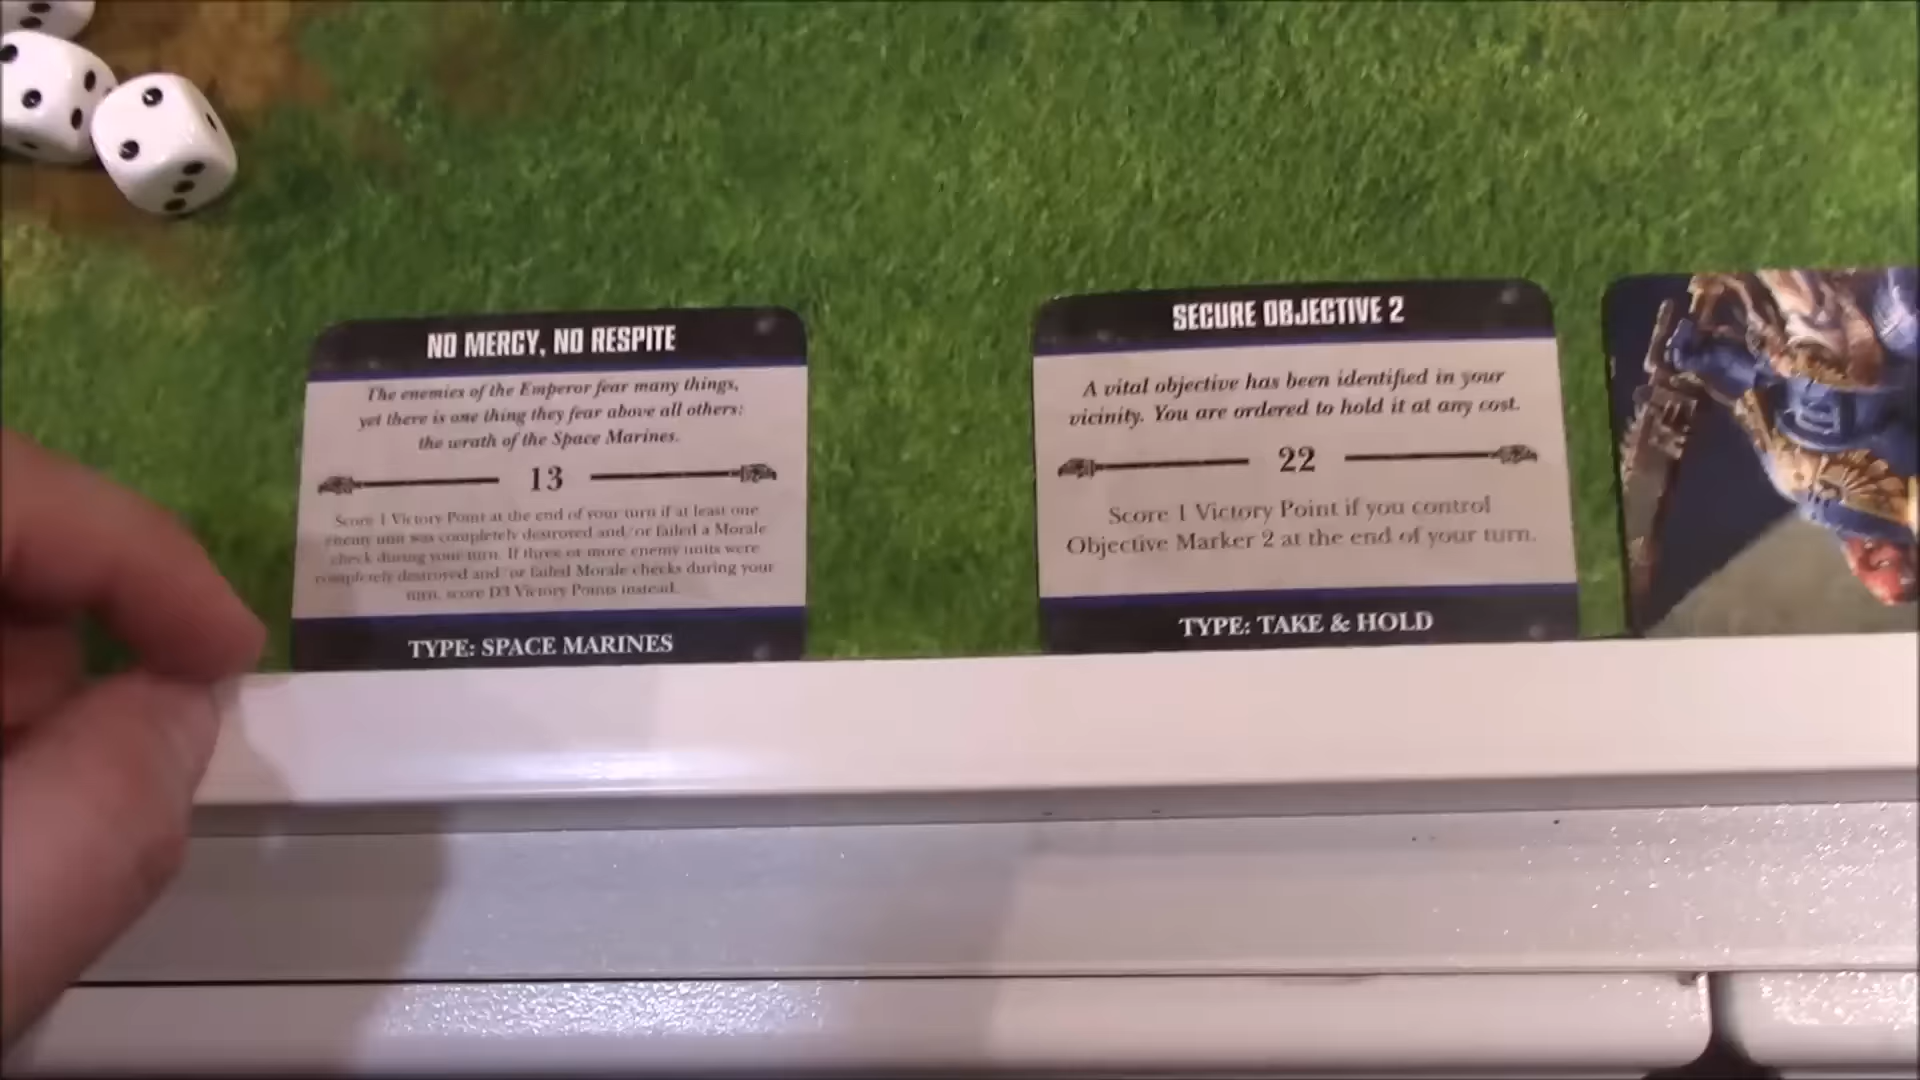 NO MERCY, NO RESPITE
The enemies of the Emperor fear many things,
yet there is one thing they fear above all others:
the wrath of the Space Marines.
13
Score 1 Victory Point at the end of your turn if at least one
enemy unit was completely destroyed and/or failed a Morale
check during your turn. If three or more enemy units were
completely destroyed and/or failed Morale checks during your
turn, score D3 Victory Points instead.
TYPE: SPACE MARINES
SECURE OBJECTIVE 2
A vital objective has been identified in your
vicinity. You are ordered to hold it at any cost.
22
Score 1 Victory Point if you control
Objective Marker 2 at the end of your turn.
TYPE: TAKE & HOLD